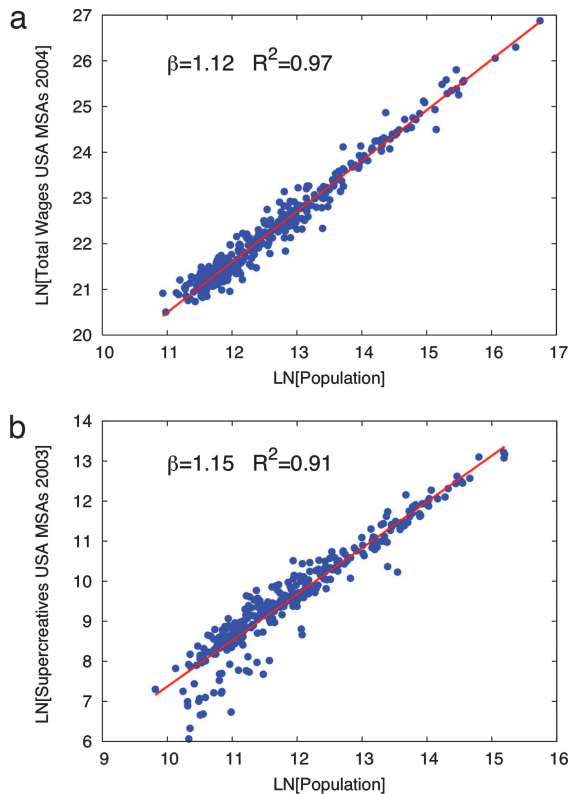 a
β=1.12 R²=0.97
LN[Total Wages USA MSAs 2004]
27
26
25
24
23
22
21
20
10 11 12 13 14 15 16 17
LN[Population]
b
β=1.15 R²=0.91
LN[Supercreatives USA MSAs 2003]
14
13
12
11
10
9
8
7
6
9 10 11 12 13 14 15 16
LN[Population]